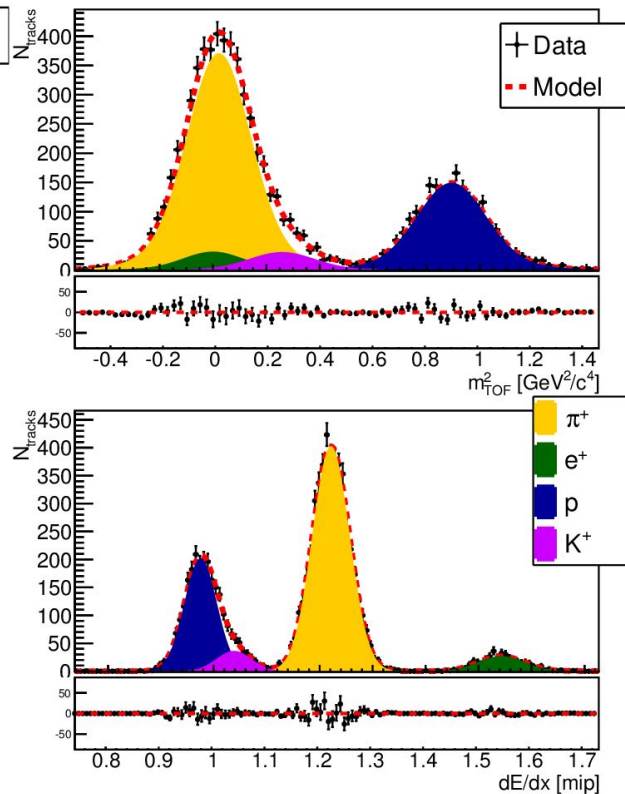 N_tracks
400
350
300
250
200
150
100
50
0
Data
Model
50
0
-50
-0.4 -0.2 0 0.2 0.4 0.6 0.8 1 1.2 1.4
m²_TOF [GeV²/c⁴]
N_tracks
450
400
350
300
250
200
150
100
50
0
π⁺
e⁺
p
K⁺
50
0
-50
0.8 0.9 1 1.1 1.2 1.3 1.4 1.5 1.6 1.7
dE/dx [mip]